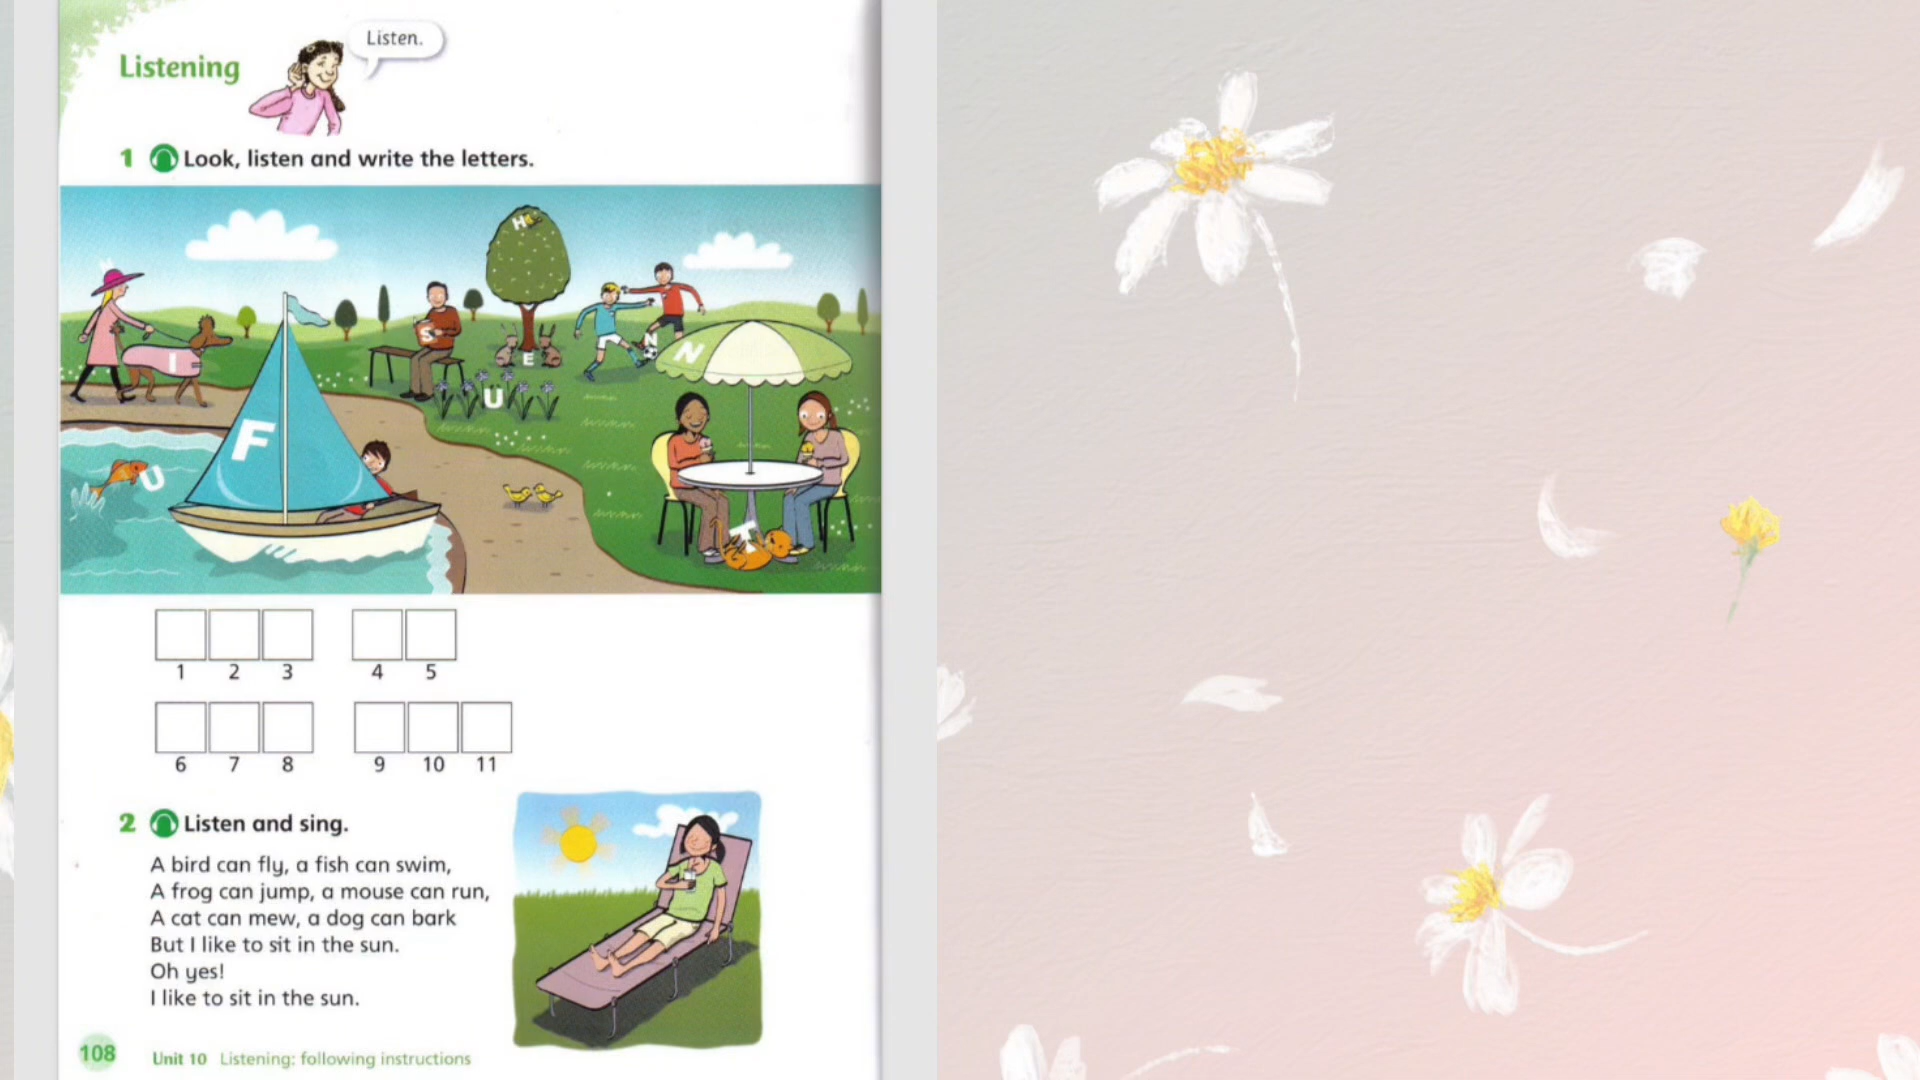 Listening
Listen.
1 Look, listen and write the letters.
H
S
I
E
N
N
U
F
U
T
1 2 3 4 5
6 7 8 9 10 11
2 Listen and sing.
A bird can fly, a fish can swim,
A frog can jump, a mouse can run,
A cat can mew, a dog can bark
But I like to sit in the sun.
Oh yes!
I like to sit in the sun.
108 Unit 10 Listening: following instructions